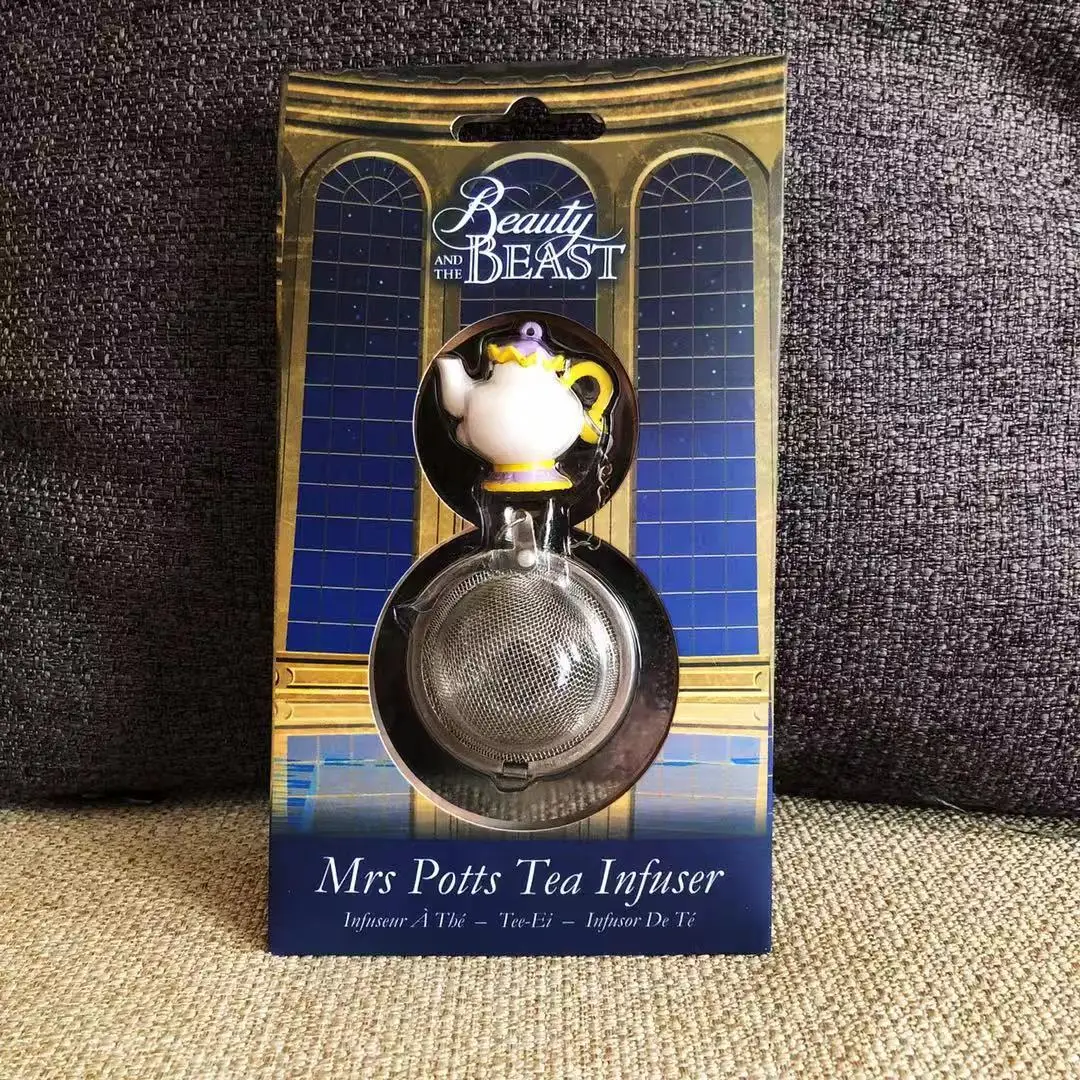 Beauty
AND THE BEAST
Mrs Potts Tea Infuser
Infuseur À Thé – Tee-Ei – Infusor De Té